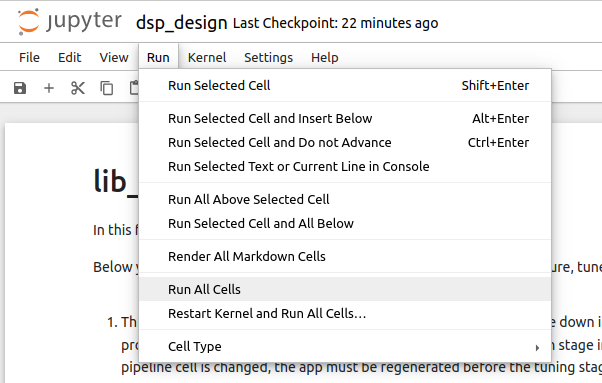 jupyter dsp_design Last Checkpoint: 22 minutes ago
File Edit View Run Kernel Settings Help
Run Selected Cell Shift+Enter
Run Selected Cell and Insert Below Alt+Enter
Run Selected Cell and Do not Advance Ctrl+Enter
Run Selected Text or Current Line in Console
Run All Above Selected Cell
Run Selected Cell and All Below
Render All Markdown Cells
Run All Cells
Restart Kernel and Run All Cells…
Cell Type
lib_
In this
Below
ure, tune
1. Th
e down i
pro
n stage in
pipeline cell is changed, the app must be regenerated before the tuning stag